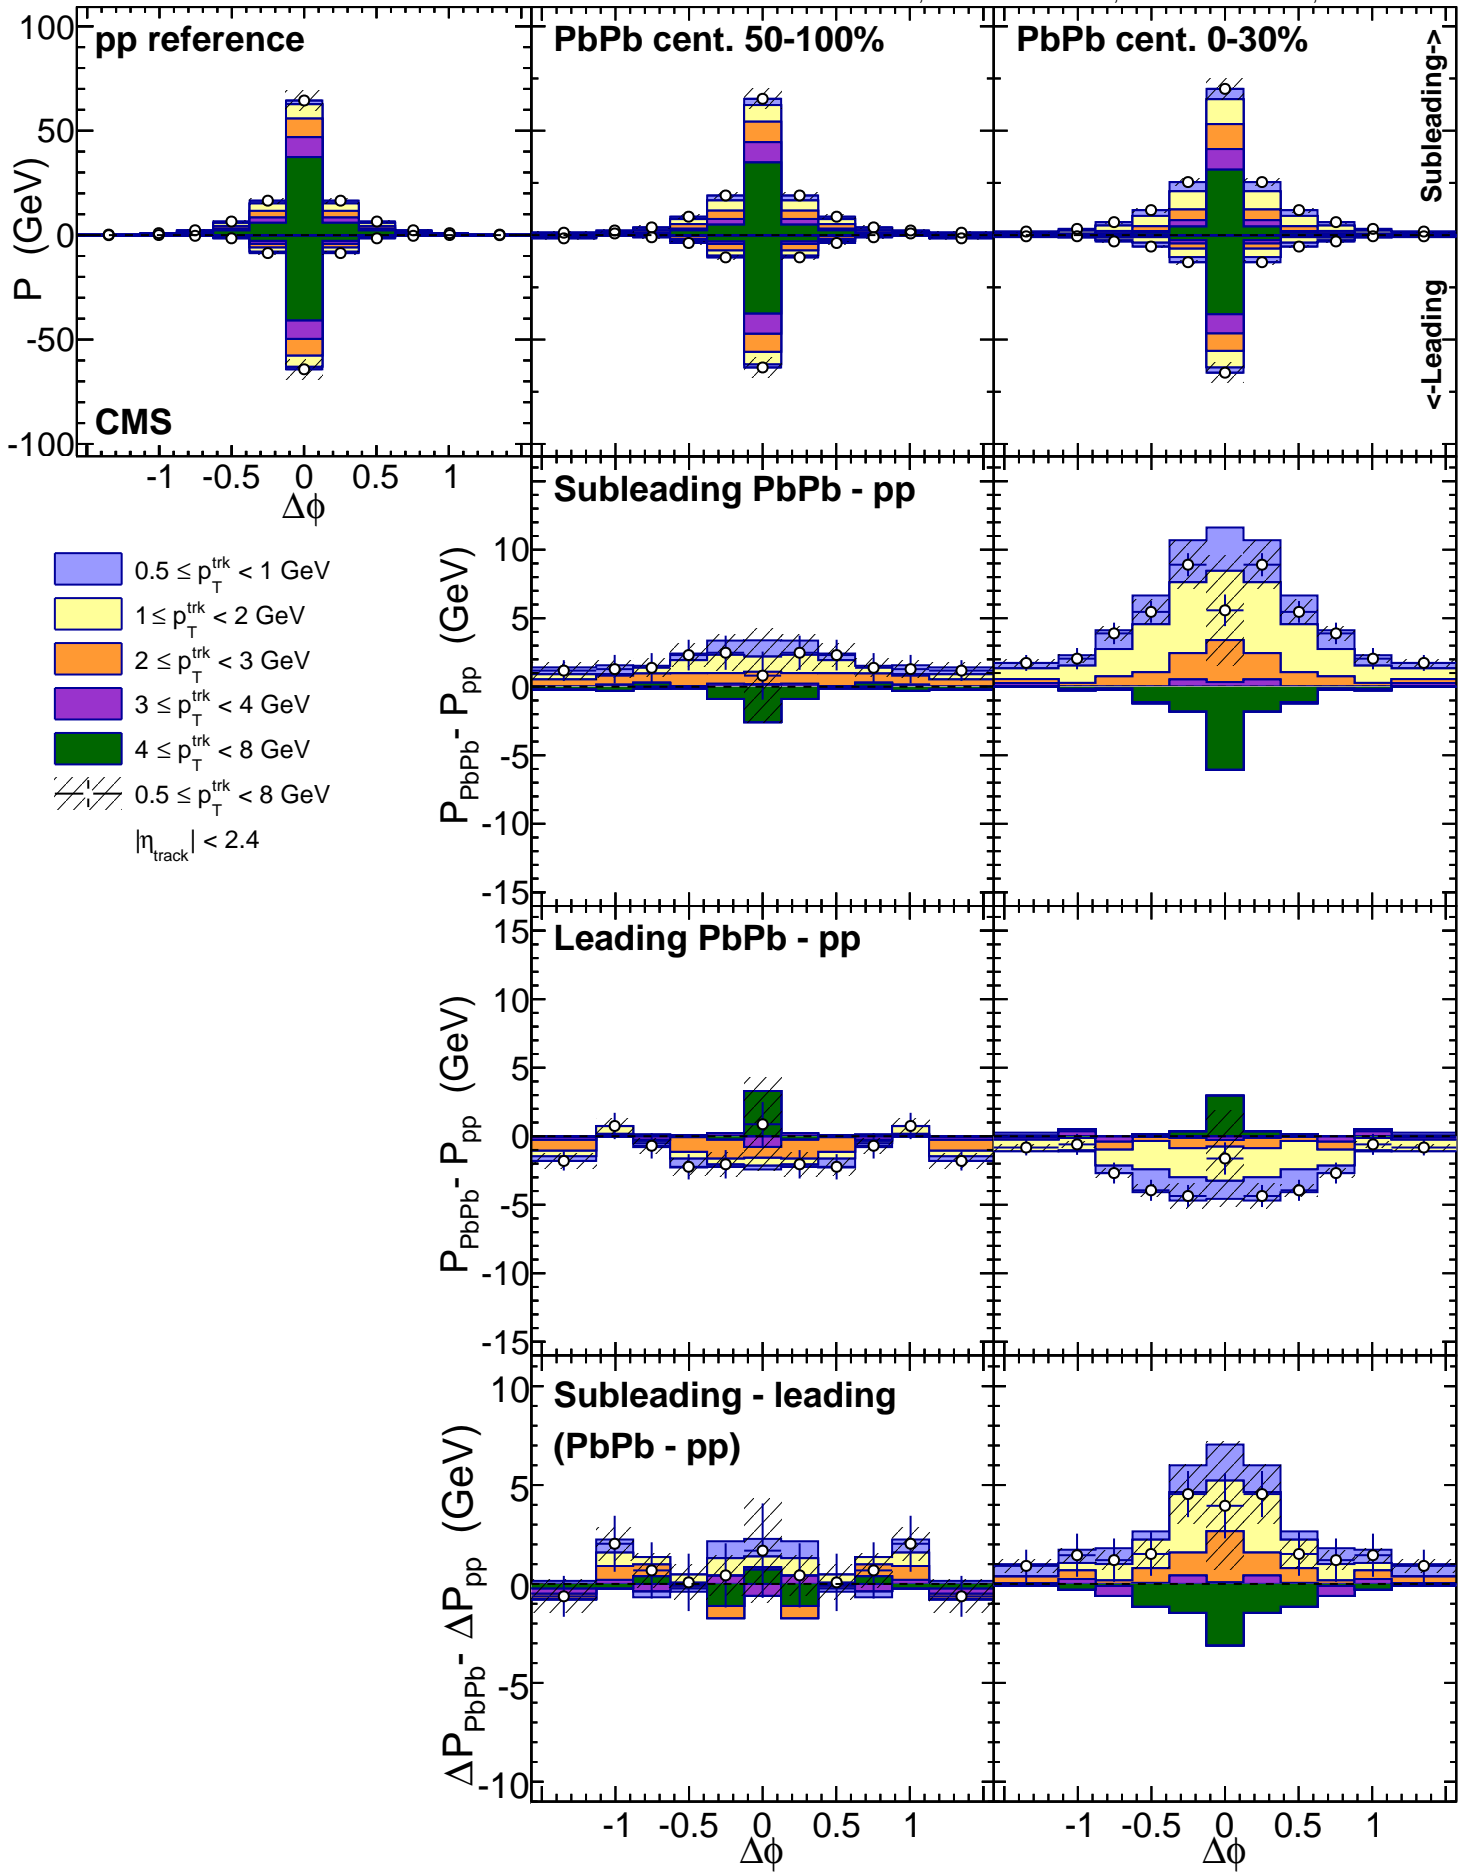 pp reference
PbPb cent. 50-100%
PbPb cent. 0-30%
100
50
0
-50
-100
P (GeV)
Subleading->
<-Leading
CMS
-1 -0.5 0 0.5 1
Δϕ
0.5 ≤ p_T^trk < 1 GeV
1 ≤ p_T^trk < 2 GeV
2 ≤ p_T^trk < 3 GeV
3 ≤ p_T^trk < 4 GeV
4 ≤ p_T^trk < 8 GeV
0.5 ≤ p_T^trk < 8 GeV
|η_track| < 2.4
Subleading PbPb - pp
10
5
0
-5
-10
-15
P_PbPb - P_pp (GeV)
Leading PbPb - pp
15
10
5
0
-5
-10
-15
P_PbPb - P_pp (GeV)
Subleading - leading
(PbPb - pp)
10
5
0
-5
-10
ΔP_PbPb - ΔP_pp (GeV)
-1 -0.5 0 0.5 1
-1 -0.5 0 0.5 1
Δϕ
Δϕ